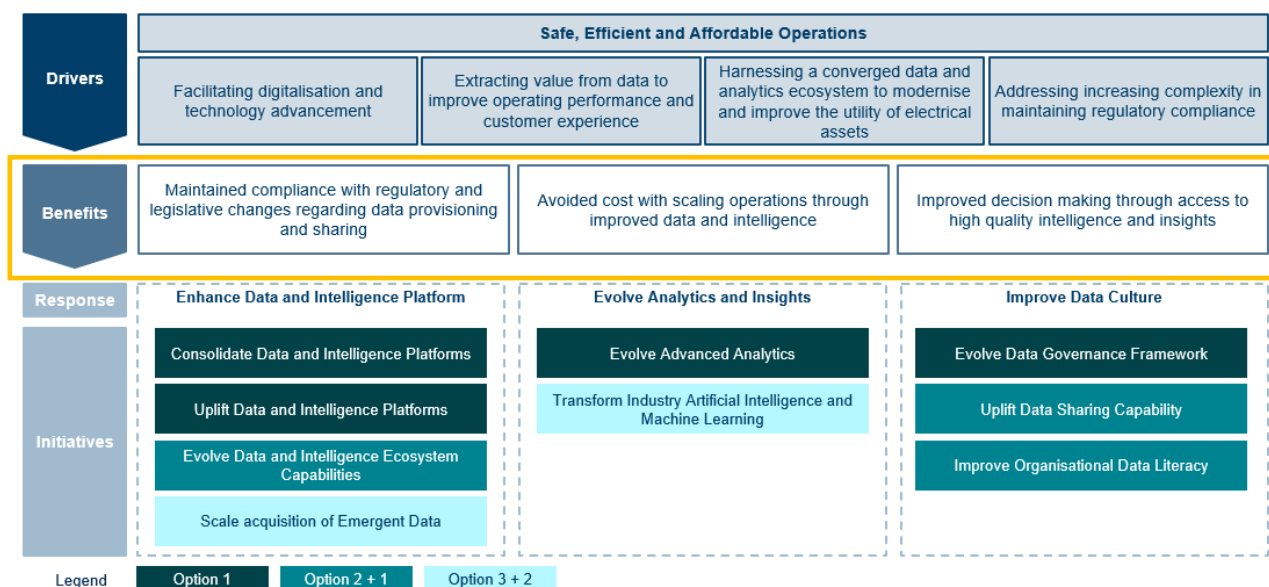 Drivers
Safe, Efficient and Affordable Operations
Facilitating digitalisation and
technology advancement
Extracting value from data to
improve operating performance and
customer experience
Harnessing a converged data and
analytics ecosystem to modernise
and improve the utility of electrical
assets
Addressing increasing complexity in
maintaining regulatory compliance
Benefits
Maintained compliance with regulatory and
legislative changes regarding data provisioning
and sharing
Avoided cost with scaling operations through
improved data and intelligence
Improved decision making through access to
high quality intelligence and insights
Response
Enhance Data and Intelligence Platform
Evolve Analytics and Insights
Improve Data Culture
Initiatives
Consolidate Data and Intelligence Platforms
Uplift Data and Intelligence Platforms
Evolve Data and Intelligence Ecosystem
Capabilities
Scale acquisition of Emergent Data
Evolve Advanced Analytics
Transform Industry Artificial Intelligence and
Machine Learning
Evolve Data Governance Framework
Uplift Data Sharing Capability
Improve Organisational Data Literacy
Legend
Option 1
Option 2 + 1
Option 3 + 2